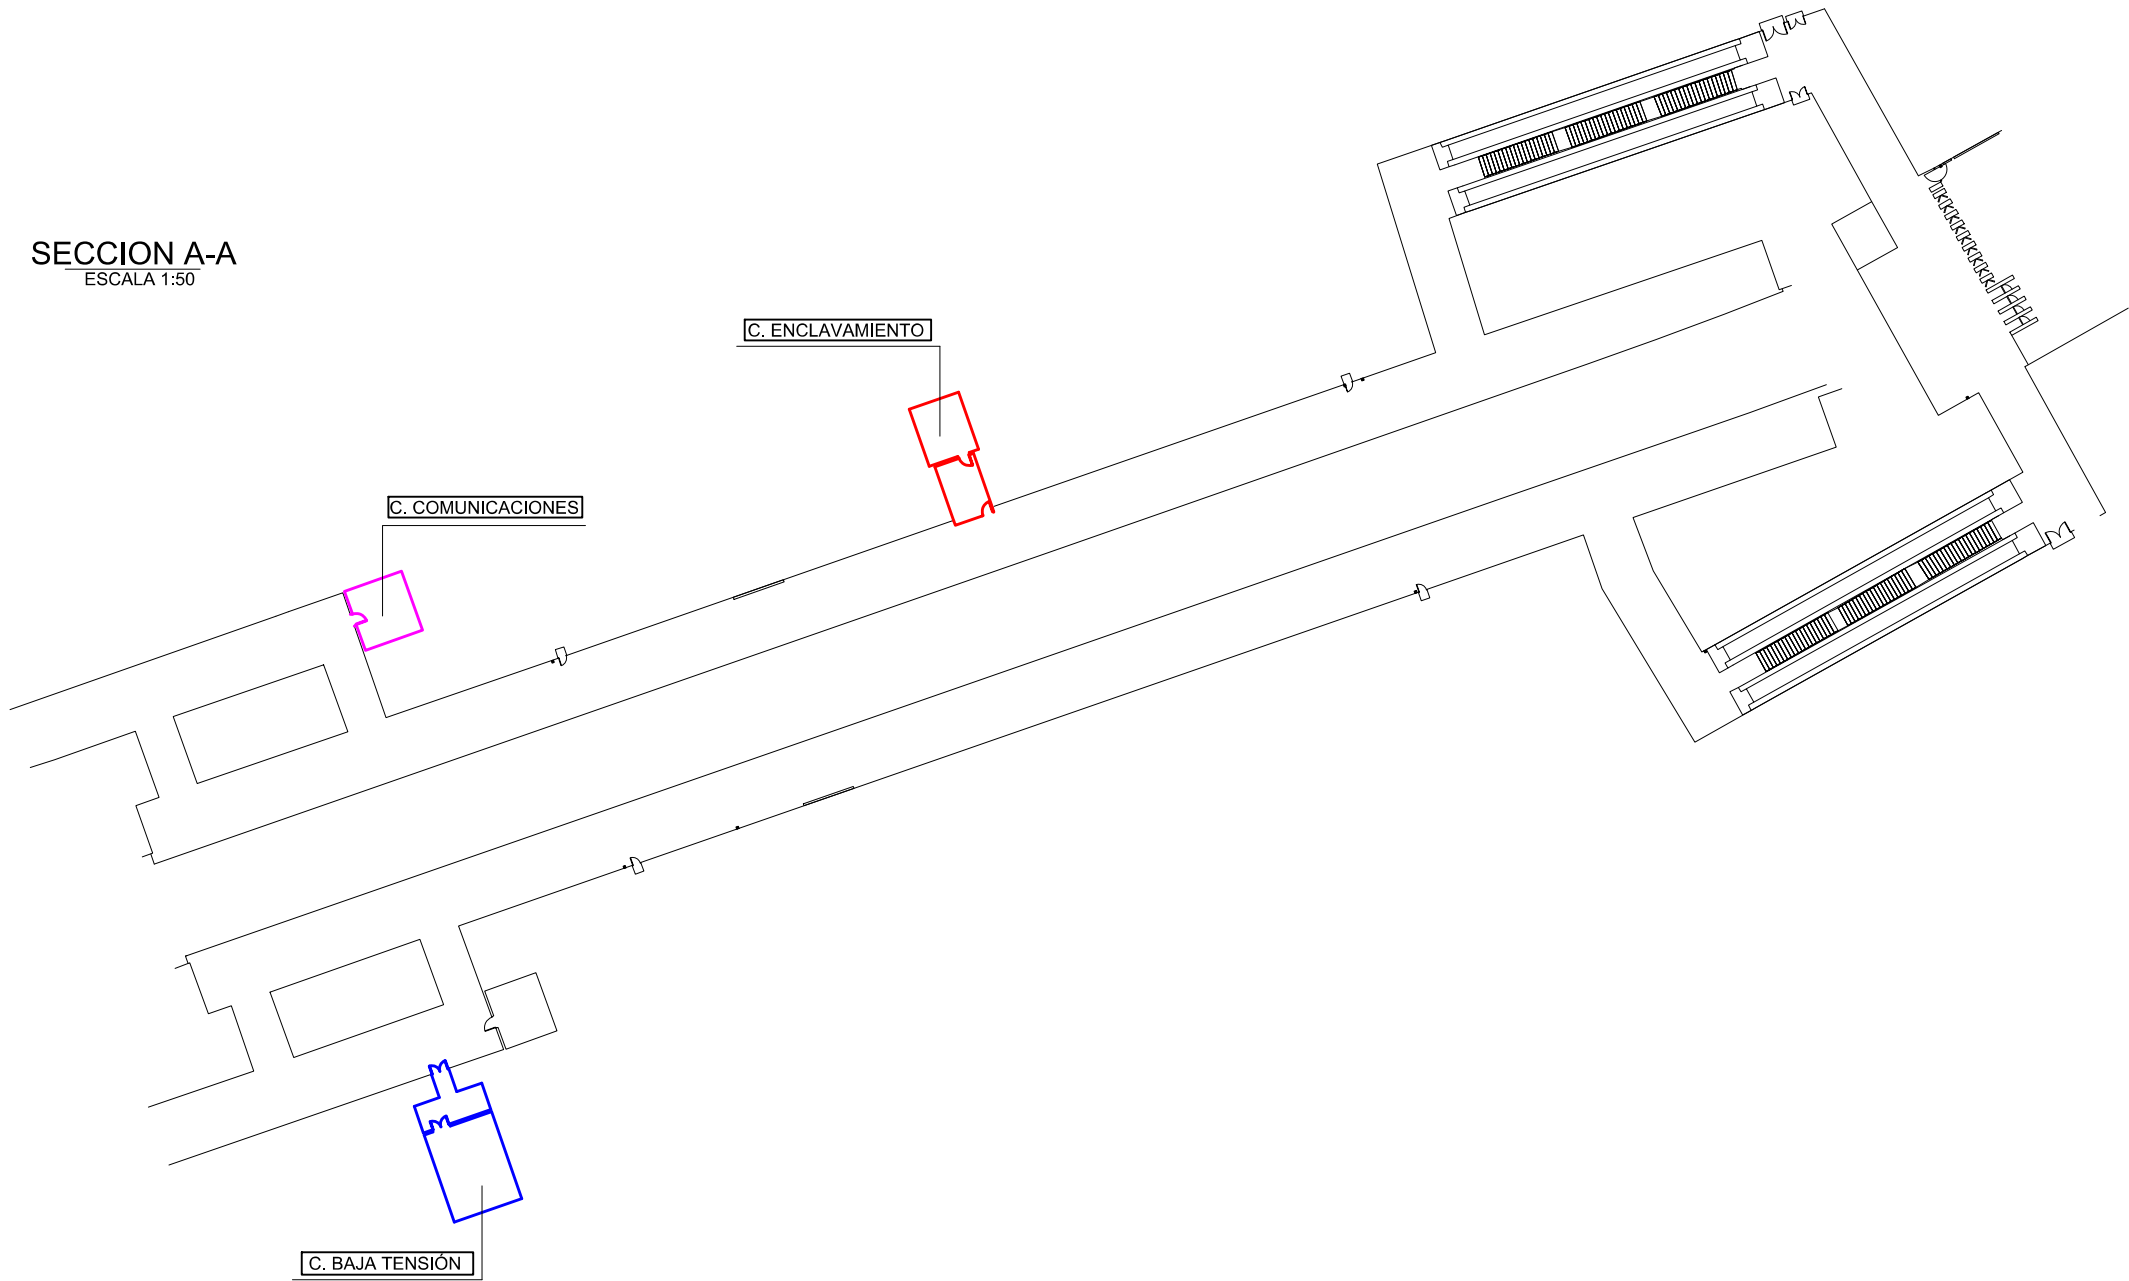 SECCION A-A
ESCALA 1:50
C. ENCLAVAMIENTO
C. COMUNICACIONES
C. BAJA TENSIÓN